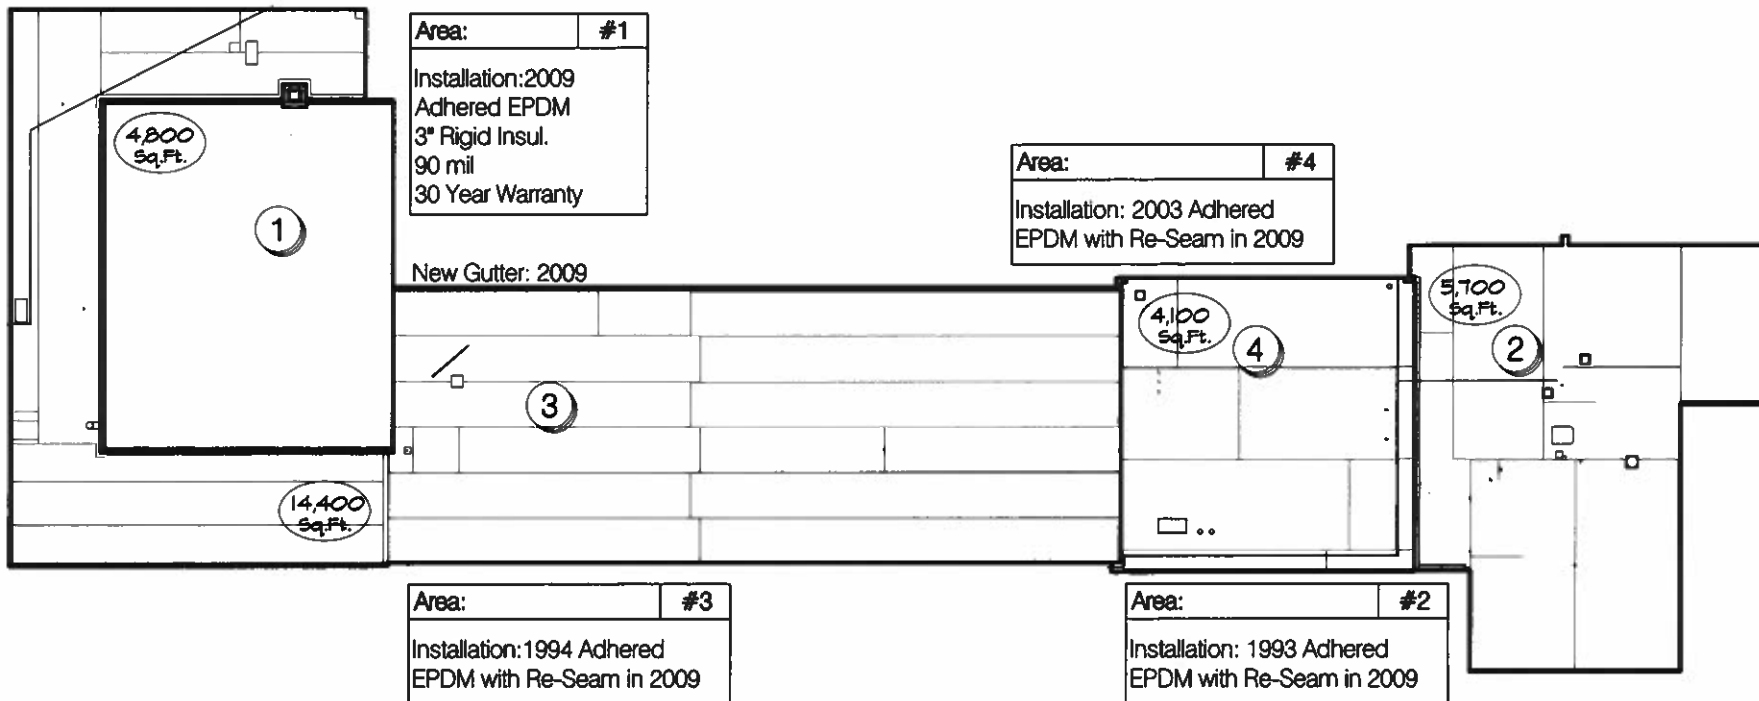 Area: #1
Installation:2009
Adhered EPDM
3" Rigid Insul.
90 mil
30 Year Warranty
4,800
Sq.Ft.
1
New Gutter: 2009
Area: #4
Installation: 2003 Adhered
EPDM with Re-Seam in 2009
4,100
Sq.Ft.
4
5,700
Sq.Ft.
2
3
14,400
Sq.Ft.
Area: #3
Installation:1994 Adhered
EPDM with Re-Seam in 2009
Area: #2
Installation: 1993 Adhered
EPDM with Re-Seam in 2009